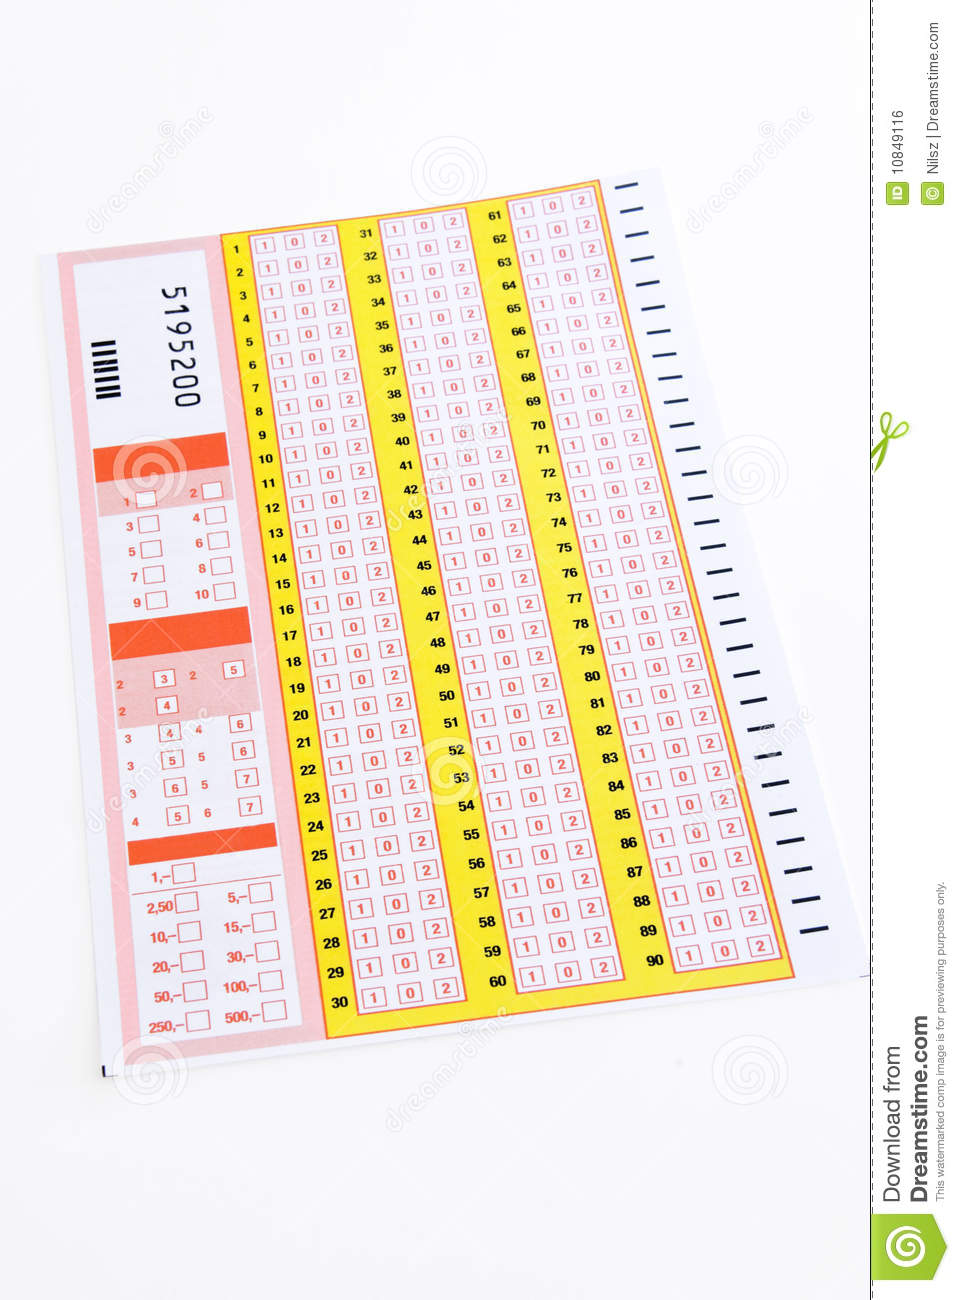 5195200
1 2
3 4
5 6
7 8
9 10
2 3 2 5
2 4
3 4 4 6
3 5 5 6
3 6 5 7
4 5 6 7
1,–
2,50 5,–
10,– 15,–
20,– 30,–
50,– 100,–
250,– 500,–
1 1 0 2 31 1 0 2 61 1 0 2
2 1 0 2 32 1 0 2 62 1 0 2
3 1 0 2 33 1 0 2 63 1 0 2
4 1 0 2 34 1 0 2 64 1 0 2
5 1 0 2 35 1 0 2 65 1 0 2
6 1 0 2 36 1 0 2 66 1 0 2
7 1 0 2 37 1 0 2 67 1 0 2
8 1 0 2 38 1 0 2 68 1 0 2
9 1 0 2 39 1 0 2 69 1 0 2
10 1 0 2 40 1 0 2 70 1 0 2
11 1 0 2 41 1 0 2 71 1 0 2
12 1 0 2 42 1 0 2 72 1 0 2
13 1 0 2 43 1 0 2 73 1 0 2
14 1 0 2 44 1 0 2 74 1 0 2
15 1 0 2 45 1 0 2 75 1 0 2
16 1 0 2 46 1 0 2 76 1 0 2
17 1 0 2 47 1 0 2 77 1 0 2
18 1 0 2 48 1 0 2 78 1 0 2
19 1 0 2 49 1 0 2 79 1 0 2
20 1 0 2 50 1 0 2 80 1 0 2
21 1 0 2 51 1 0 2 81 1 0 2
22 1 0 2 52 1 0 2 82 1 0 2
23 1 0 2 53 1 0 2 83 1 0 2
24 1 0 2 54 1 0 2 84 1 0 2
25 1 0 2 55 1 0 2 85 1 0 2
26 1 0 2 56 1 0 2 86 1 0 2
27 1 0 2 57 1 0 2 87 1 0 2
28 1 0 2 58 1 0 2 88 1 0 2
29 1 0 2 59 1 0 2 89 1 0 2
30 1 0 2 60 1 0 2 90 1 0 2
dreamstime
dreamstime
dreamstime
dreamstime
dreamstime
dreamstime
ID 10849116
© Nilsz | Dreamstime.com
Download from
Dreamstime.com
This watermarked comp image is for previewing purposes only.